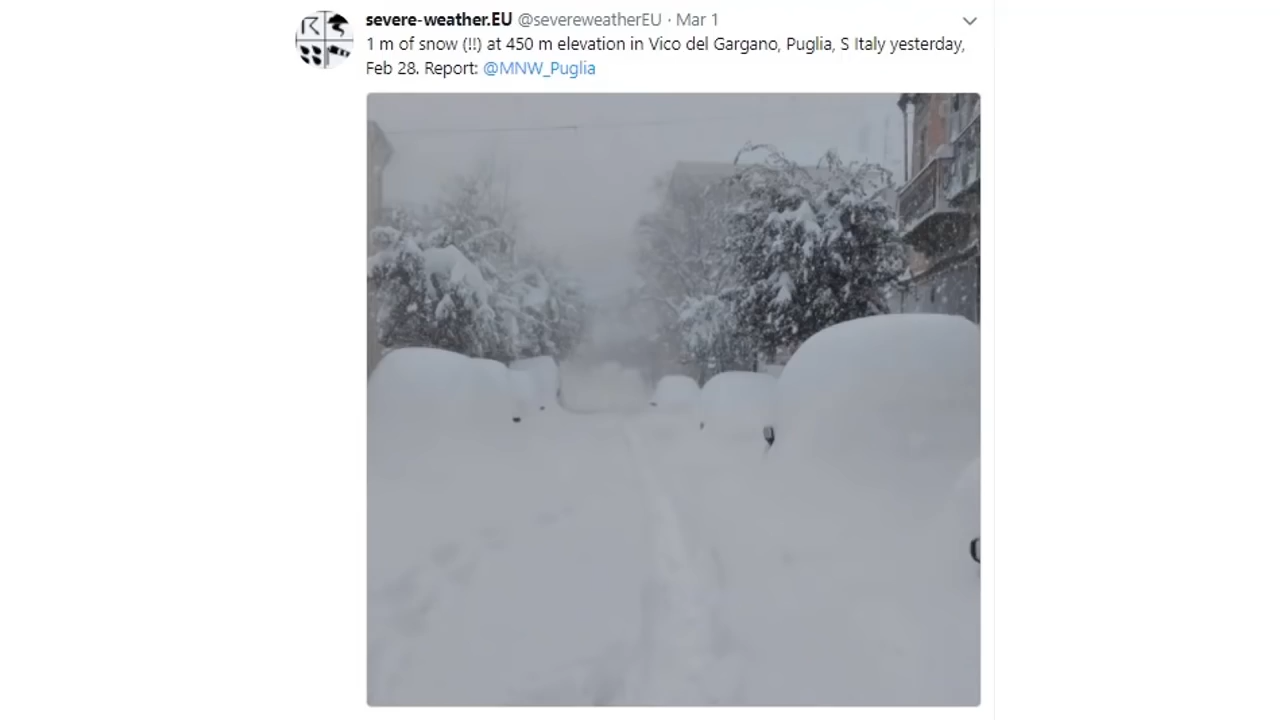 severe-weather.EU @severeweatherEU · Mar 1
1 m of snow (!!) at 450 m elevation in Vico del Gargano, Puglia, S Italy yesterday,
Feb 28. Report: @MNW_Puglia